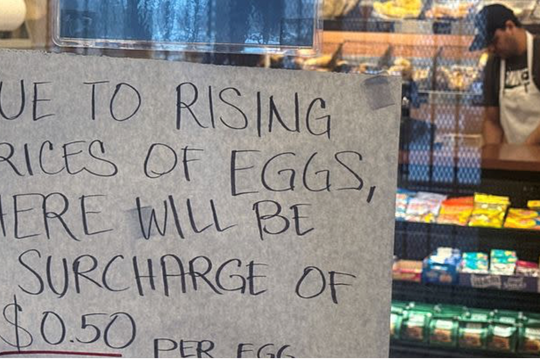 UE TO RISING
RICES OF EGGS,
HERE WILL BE
SURCHARGE OF
$0.50 PER EGG